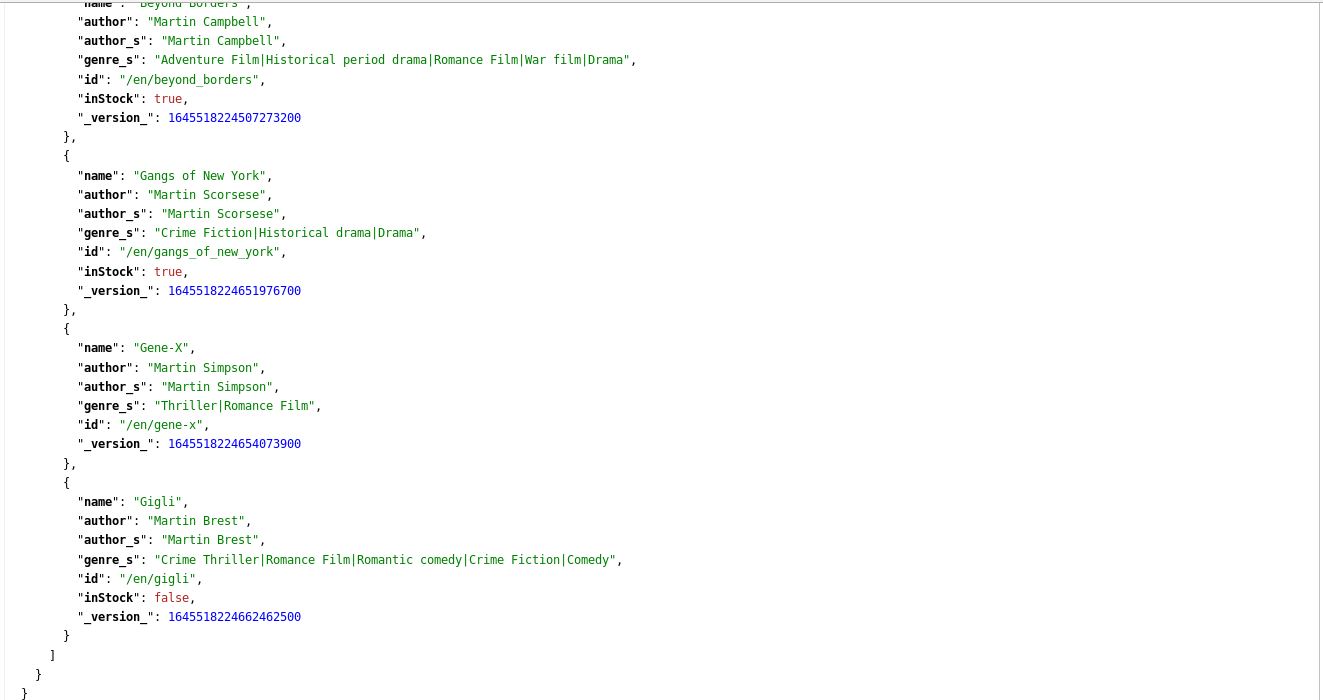 "name": "Beyond Borders",
"author": "Martin Campbell",
"author_s": "Martin Campbell",
"genre_s": "Adventure Film|Historical period drama|Romance Film|War film|Drama",
"id": "/en/beyond_borders",
"inStock": true,
"_version_": 1645518224507273200
},
{
"name": "Gangs of New York",
"author": "Martin Scorsese",
"author_s": "Martin Scorsese",
"genre_s": "Crime Fiction|Historical drama|Drama",
"id": "/en/gangs_of_new_york",
"inStock": true,
"_version_": 1645518224651976700
},
{
"name": "Gene-X",
"author": "Martin Simpson",
"author_s": "Martin Simpson",
"genre_s": "Thriller|Romance Film",
"id": "/en/gene-x",
"_version_": 1645518224654073900
},
{
"name": "Gigli",
"author": "Martin Brest",
"author_s": "Martin Brest",
"genre_s": "Crime Thriller|Romance Film|Romantic comedy|Crime Fiction|Comedy",
"id": "/en/gigli",
"inStock": false,
"_version_": 1645518224662462500
}
]
}
}